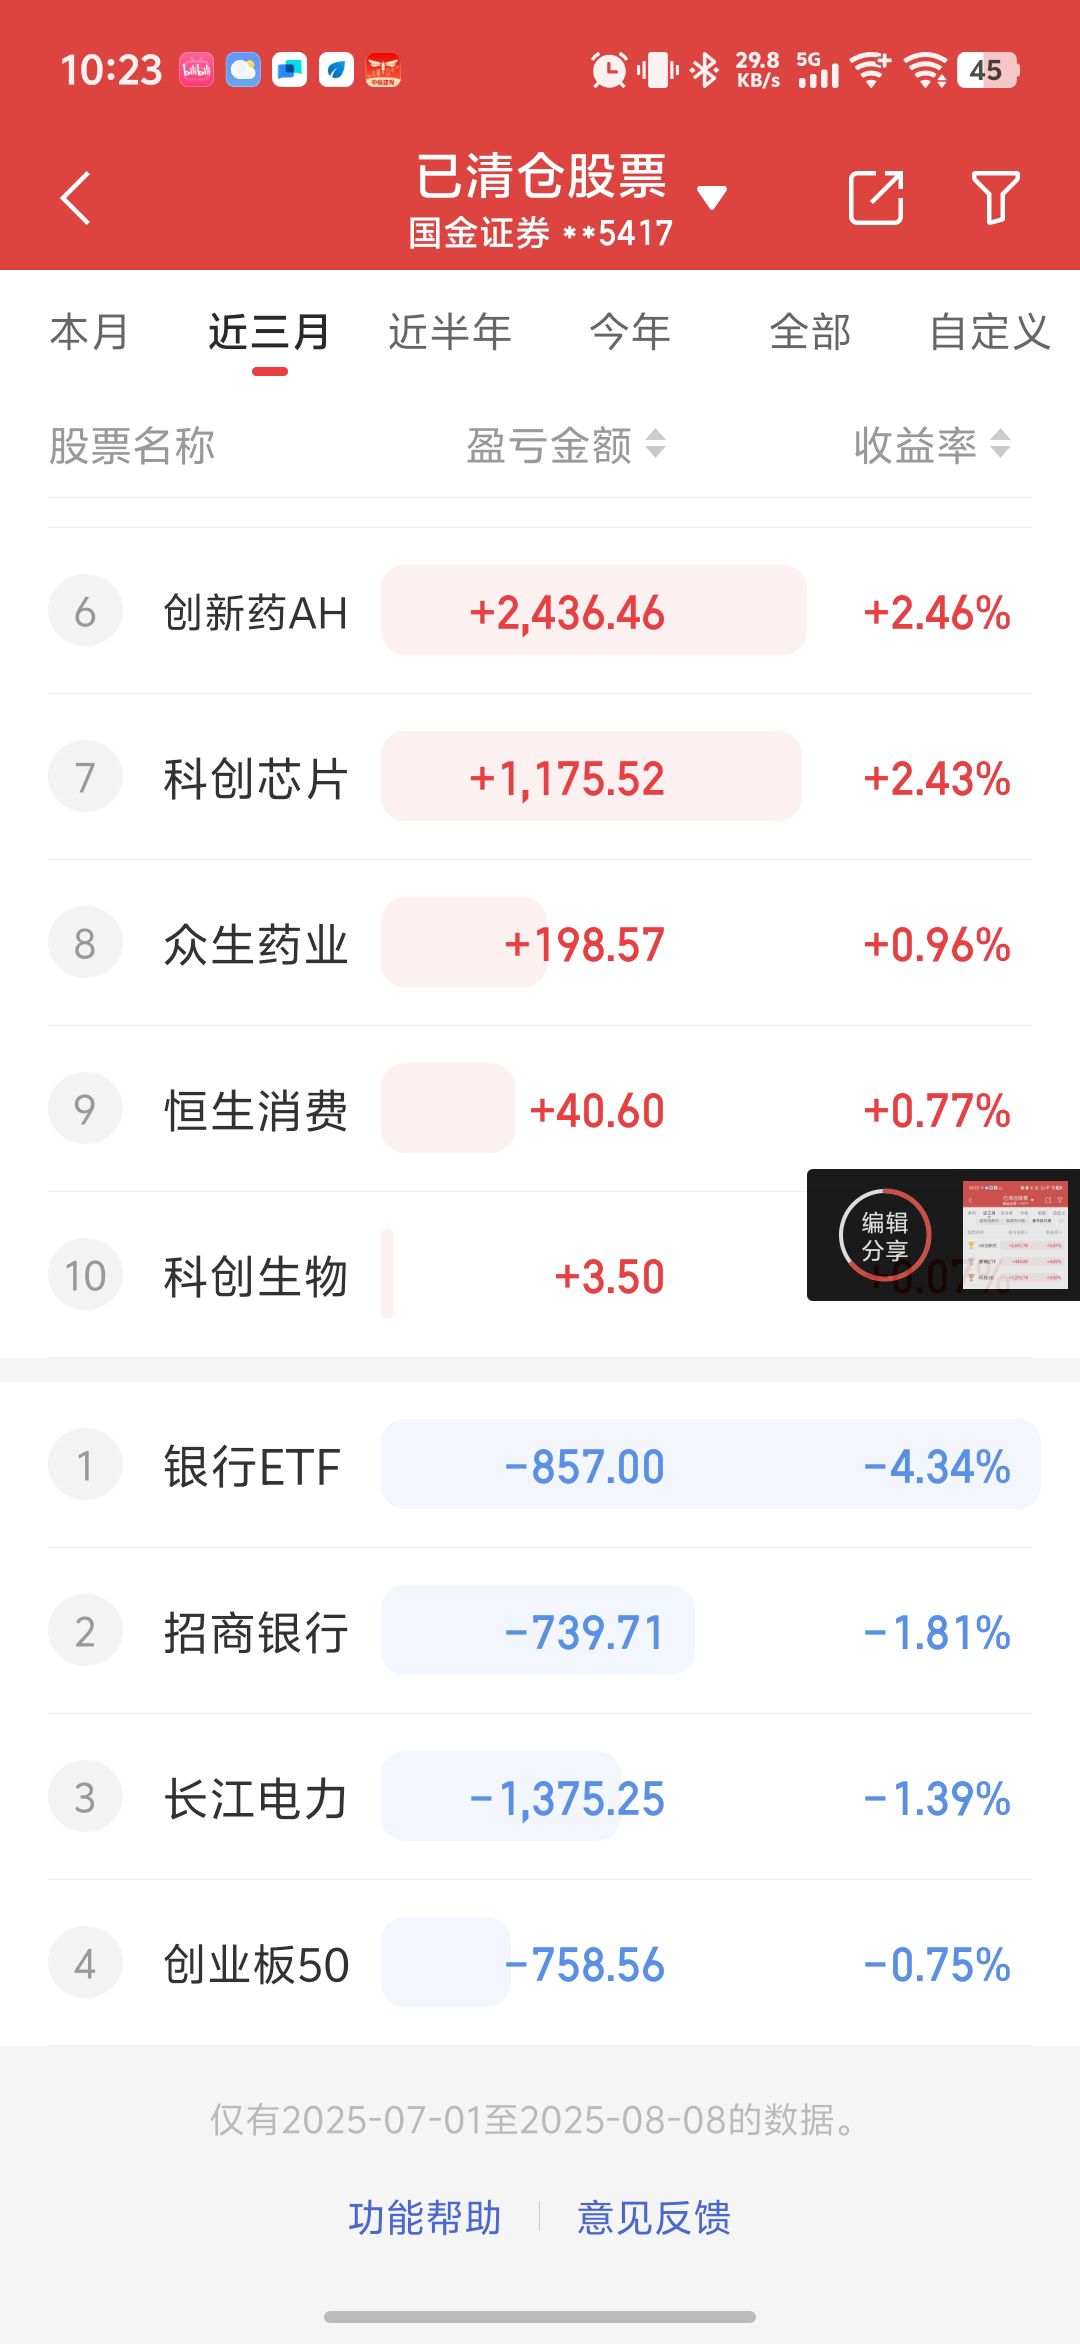 10:23
29.8 KB/s 5G 45
已清仓股票
国金证券 **5417
本月 近三月 近半年 今年 全部 自定义
股票名称 盈亏金额 收益率
6 创新药AH +2,436.46 +2.46%
7 科创芯片 +1,175.52 +2.43%
8 众生药业 +198.57 +0.96%
9 恒生消费 +40.60 +0.77%
编辑
分享
10 科创生物 +3.50 +0.07%
1 银行ETF -857.00 -4.34%
2 招商银行 -739.71 -1.81%
3 长江电力 -1,375.25 -1.39%
4 创业板50 -758.56 -0.75%
仅有2025-07-01至2025-08-08的数据。
功能帮助 意见反馈